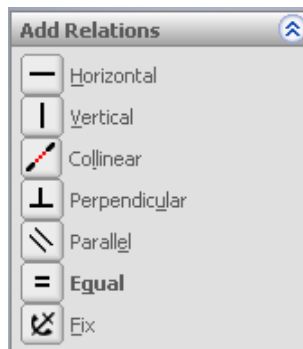 Add Relations
Horizontal
Vertical
Collinear
Perpendicular
Parallel
Equal
Fix